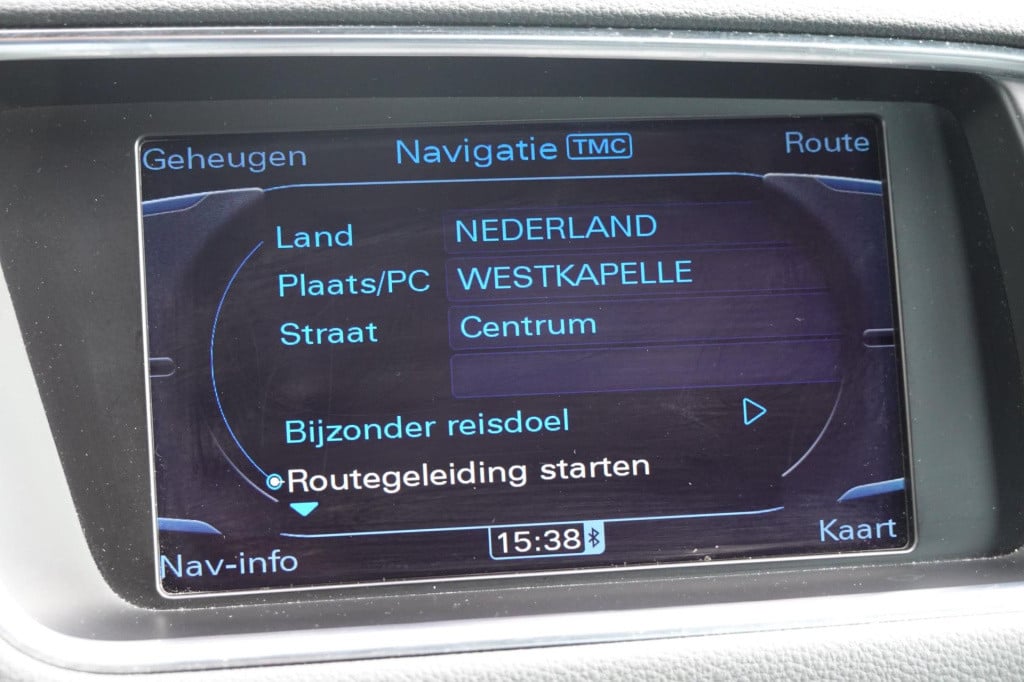 Geheugen Navigatie TMC Route
Land NEDERLAND
Plaats/PC WESTKAPELLE
Straat Centrum
Bijzonder reisdoel
Routegeleiding starten
Nav-info 15:38 Kaart